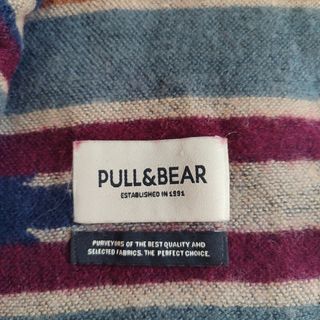 PULL&BEAR
ESTABLISHED IN 1991
PURVEYORS OF THE BEST QUALITY AND
SELECTED FABRICS. THE PERFECT CHOICE.